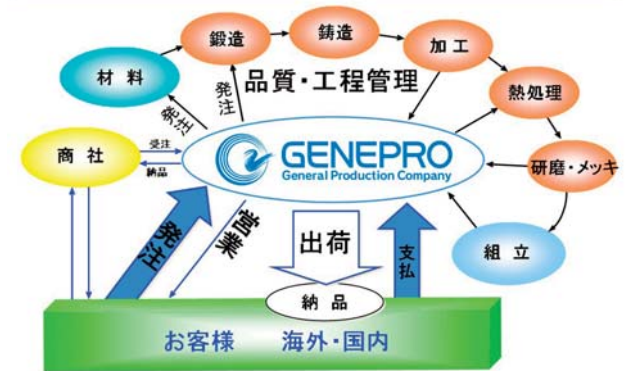 鍛造
鋳造
加工
材料
発注
発注
品質・工程管理
熱処理
商社
受注
納品
GENEPRO
General Production Company
研磨・メッキ
発注
営業
出荷
支払
組立
納品
お客様 海外・国内